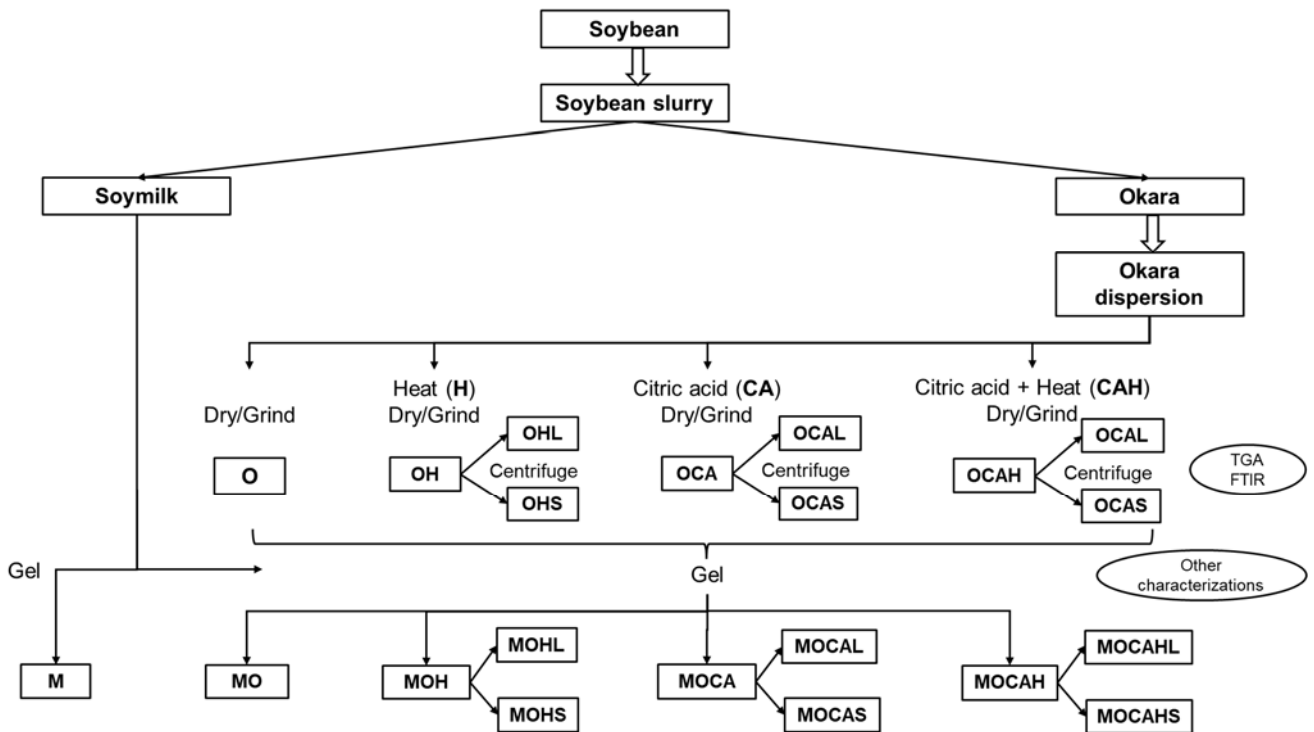 Soybean
Soybean slurry
Soymilk
Okara
Okara
dispersion
Dry/Grind
Heat (H)
Dry/Grind
Citric acid (CA)
Dry/Grind
Citric acid + Heat (CAH)
Dry/Grind
O
OH
OHL
Centrifuge
OHS
OCA
OCAL
Centrifuge
OCAS
OCAH
OCAL
Centrifuge
OCAS
TGA
FTIR
Gel
Gel
Other
characterizations
M
MO
MOH
MOHL
MOHS
MOCA
MOCAL
MOCAS
MOCAH
MOCAHL
MOCAHS